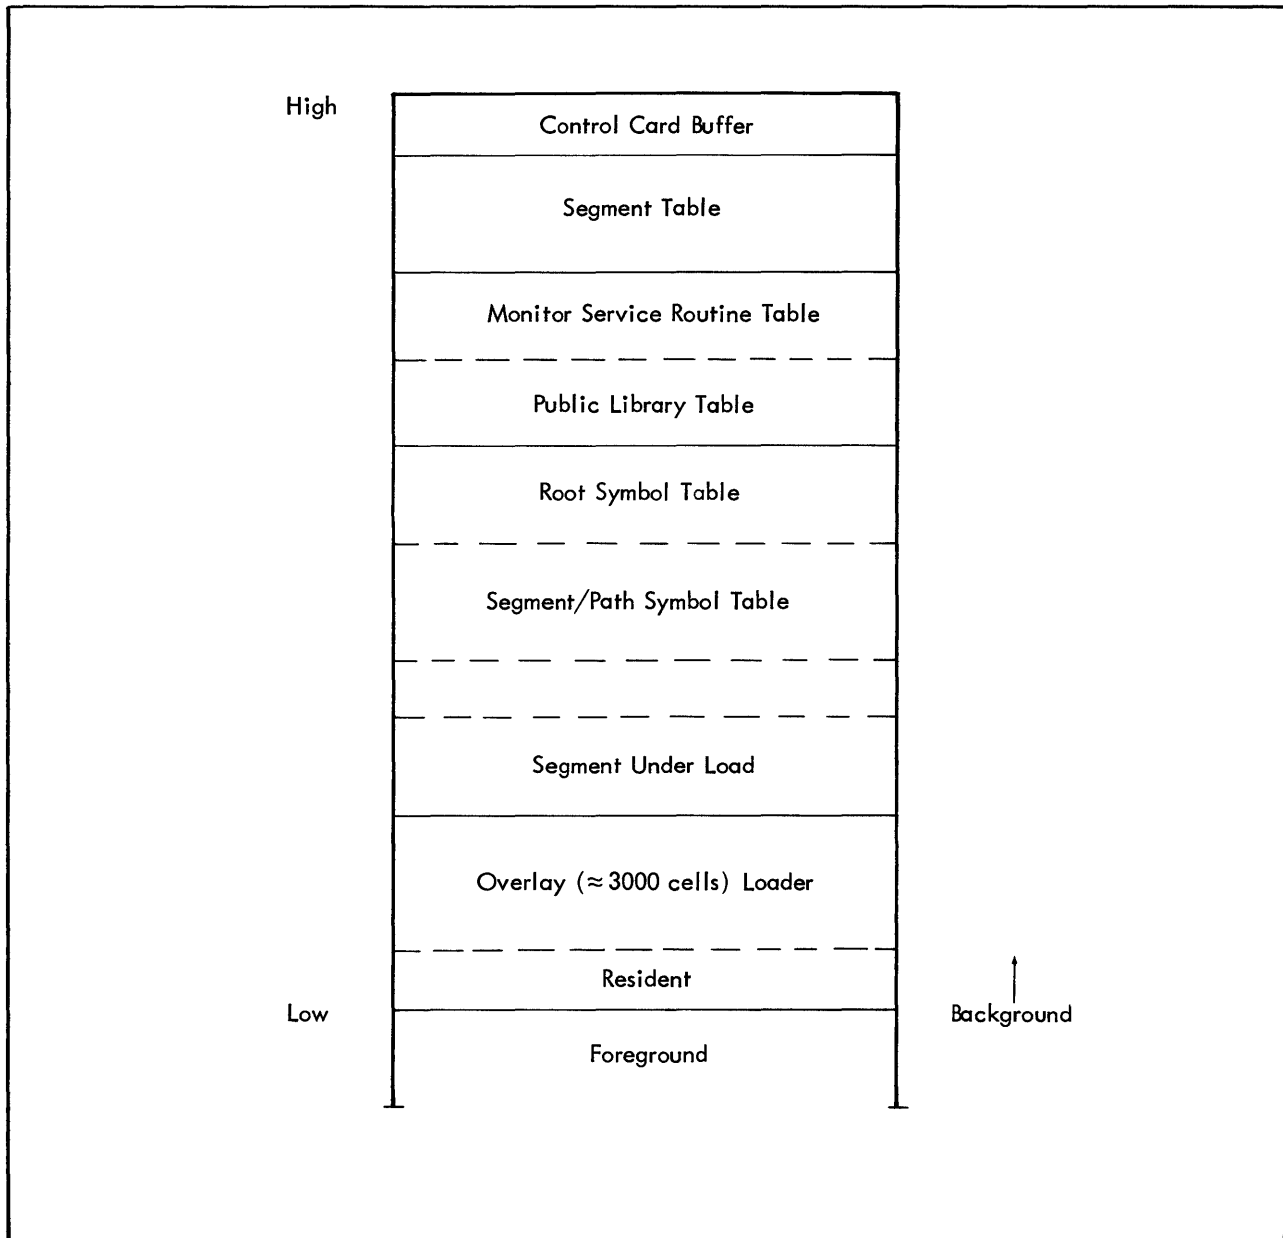 High
Control Card Buffer
Segment Table
Monitor Service Routine Table
Public Library Table
Root Symbol Table
Segment/Path Symbol Table
Segment Under Load
Overlay (≈3000 cells) Loader
Resident
Low
Background
Foreground